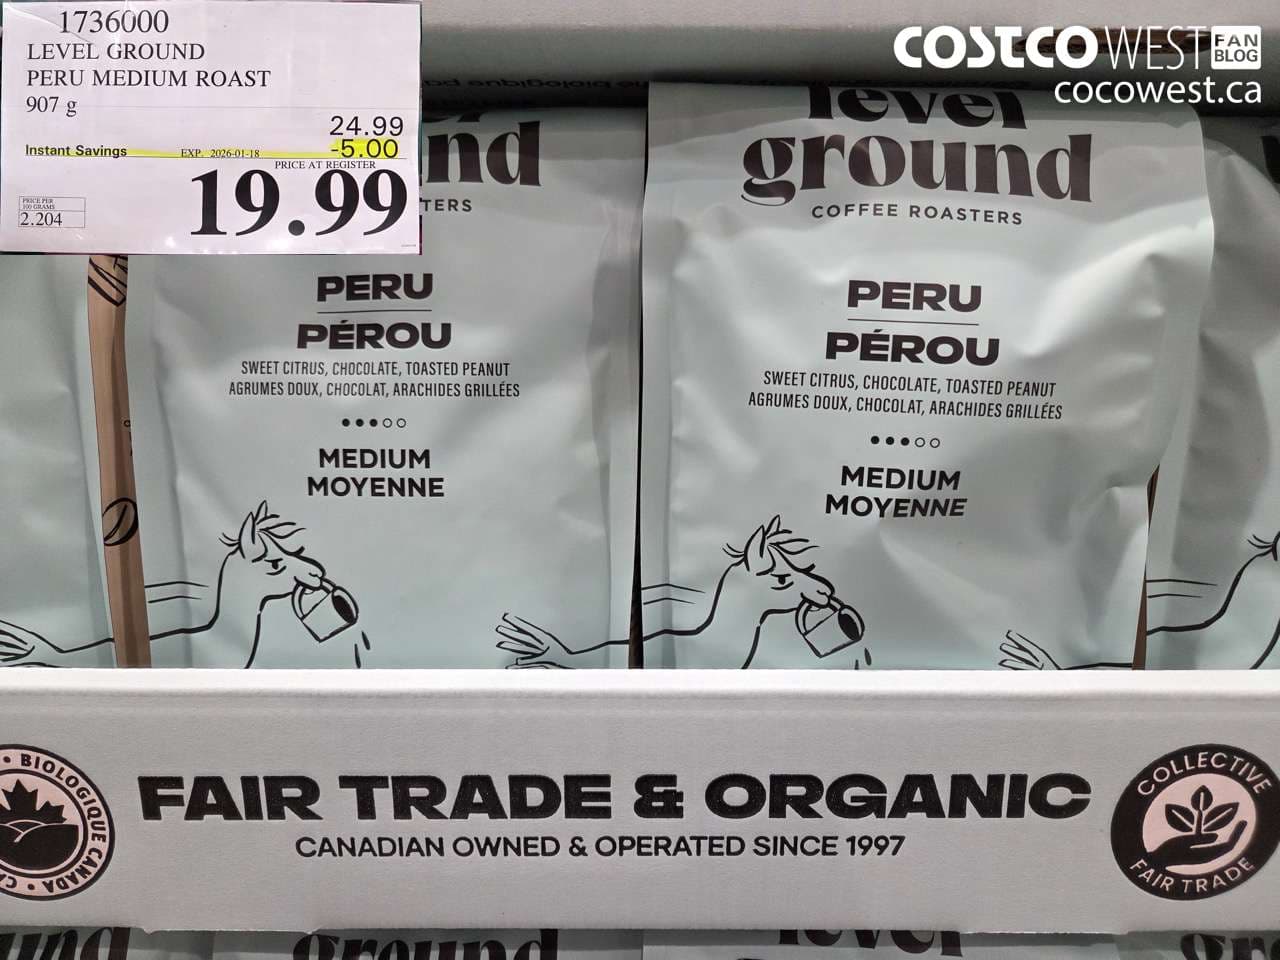 1736000
LEVEL GROUND
PERU MEDIUM ROAST
907 g
24.99
Instant Savings EXP. 2026-01-18 -5.00
PRICE AT REGISTER
19.99
PRICE PER
100 GRAMS
2.204
COSTCO WEST FAN BLOG
cocowest.ca
nd
TERS
PERU
PÉROU
SWEET CITRUS, CHOCOLATE, TOASTED PEANUT
AGRUMES DOUX, CHOCOLAT, ARACHIDES GRILLÉES
MEDIUM
MOYENNE
level
ground
COFFEE ROASTERS
PERU
PÉROU
SWEET CITRUS, CHOCOLATE, TOASTED PEANUT
AGRUMES DOUX, CHOCOLAT, ARACHIDES GRILLÉES
MEDIUM
MOYENNE
BIOLOGIQUE CANADA
FAIR TRADE & ORGANIC
CANADIAN OWNED & OPERATED SINCE 1997
COLLECTIVE
FAIR TRADE
ground
level